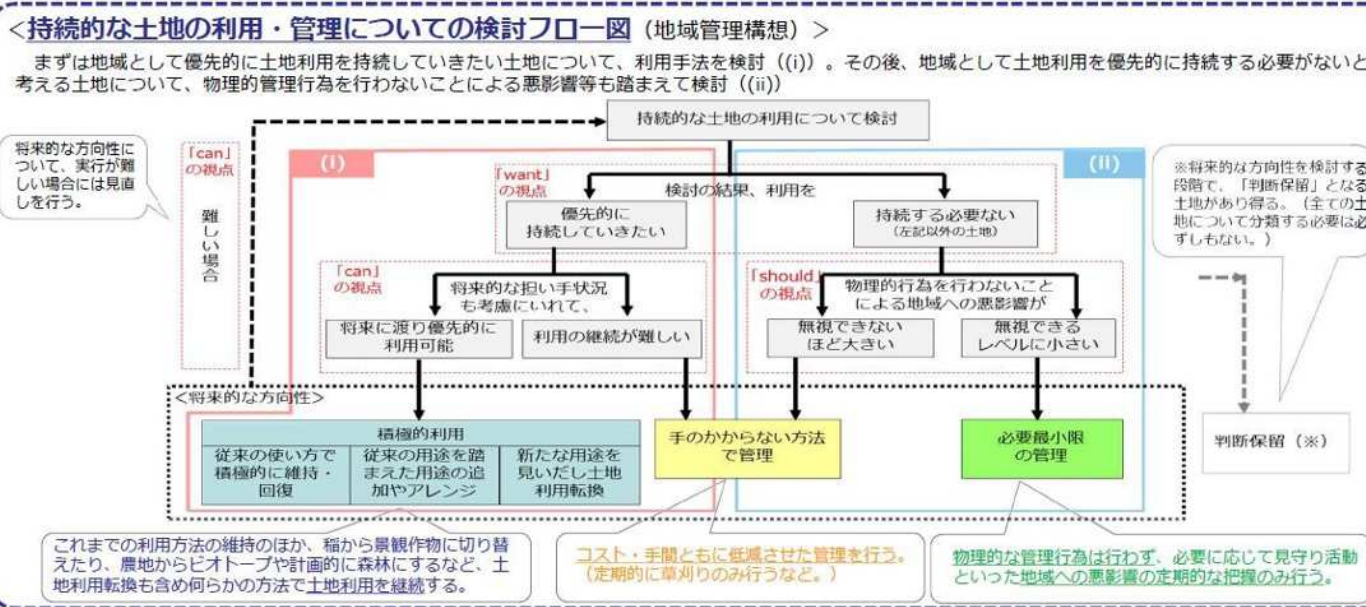 <持続的な土地の利用・管理についての検討フロー図（地域管理構想）>
まずは地域として優先的に土地利用を持続していきたい土地について、利用手法を検討（(i)）。その後、地域として土地利用を優先的に持続する必要がないと
考える土地について、物理的管理行為を行わないことによる悪影響等も踏まえて検討（(ii)）
持続的な土地の利用について検討
将来的な方向性に
ついて、実行が難
しい場合には見直
しを行う。
「can」
の視点
難しい場合
(i)
(ii)
「want」
の視点
検討の結果、利用を
優先的に
持続していきたい
持続する必要ない
（左記以外の土地）
※将来的な方向性を検討する
段階で、「判断保留」となる
土地があり得る。（全ての土
地について分類する必要は必
ずしもない。）
「can」
の視点
将来的な担い手状況
も考慮にいれて、
将来に渡り優先的に
利用可能
利用の継続が難しい
「should」
の視点
物理的行為を行わないこと
による地域への悪影響が
無視できない
ほど大きい
無視できる
レベルに小さい
<将来的な方向性>
積極的利用
従来の使い方で
積極的に維持・
回復
従来の用途を踏
まえた用途の追
加やアレンジ
新たな用途を
見いだし土地
利用転換
手のかからない方法
で管理
必要最小限
の管理
判断保留（※）
これまでの利用方法の維持のほか、稲から景観作物に切り替
えたり、農地からビオトープや計画的に森林にするなど、土
地利用転換も含め何らかの方法で土地利用を継続する。
コスト・手間ともに低減させた管理を行う。
（定期的に草刈りのみ行うなど。）
物理的な管理行為は行わず、必要に応じて見守り活動
といった地域への悪影響の定期的な把握のみ行う。